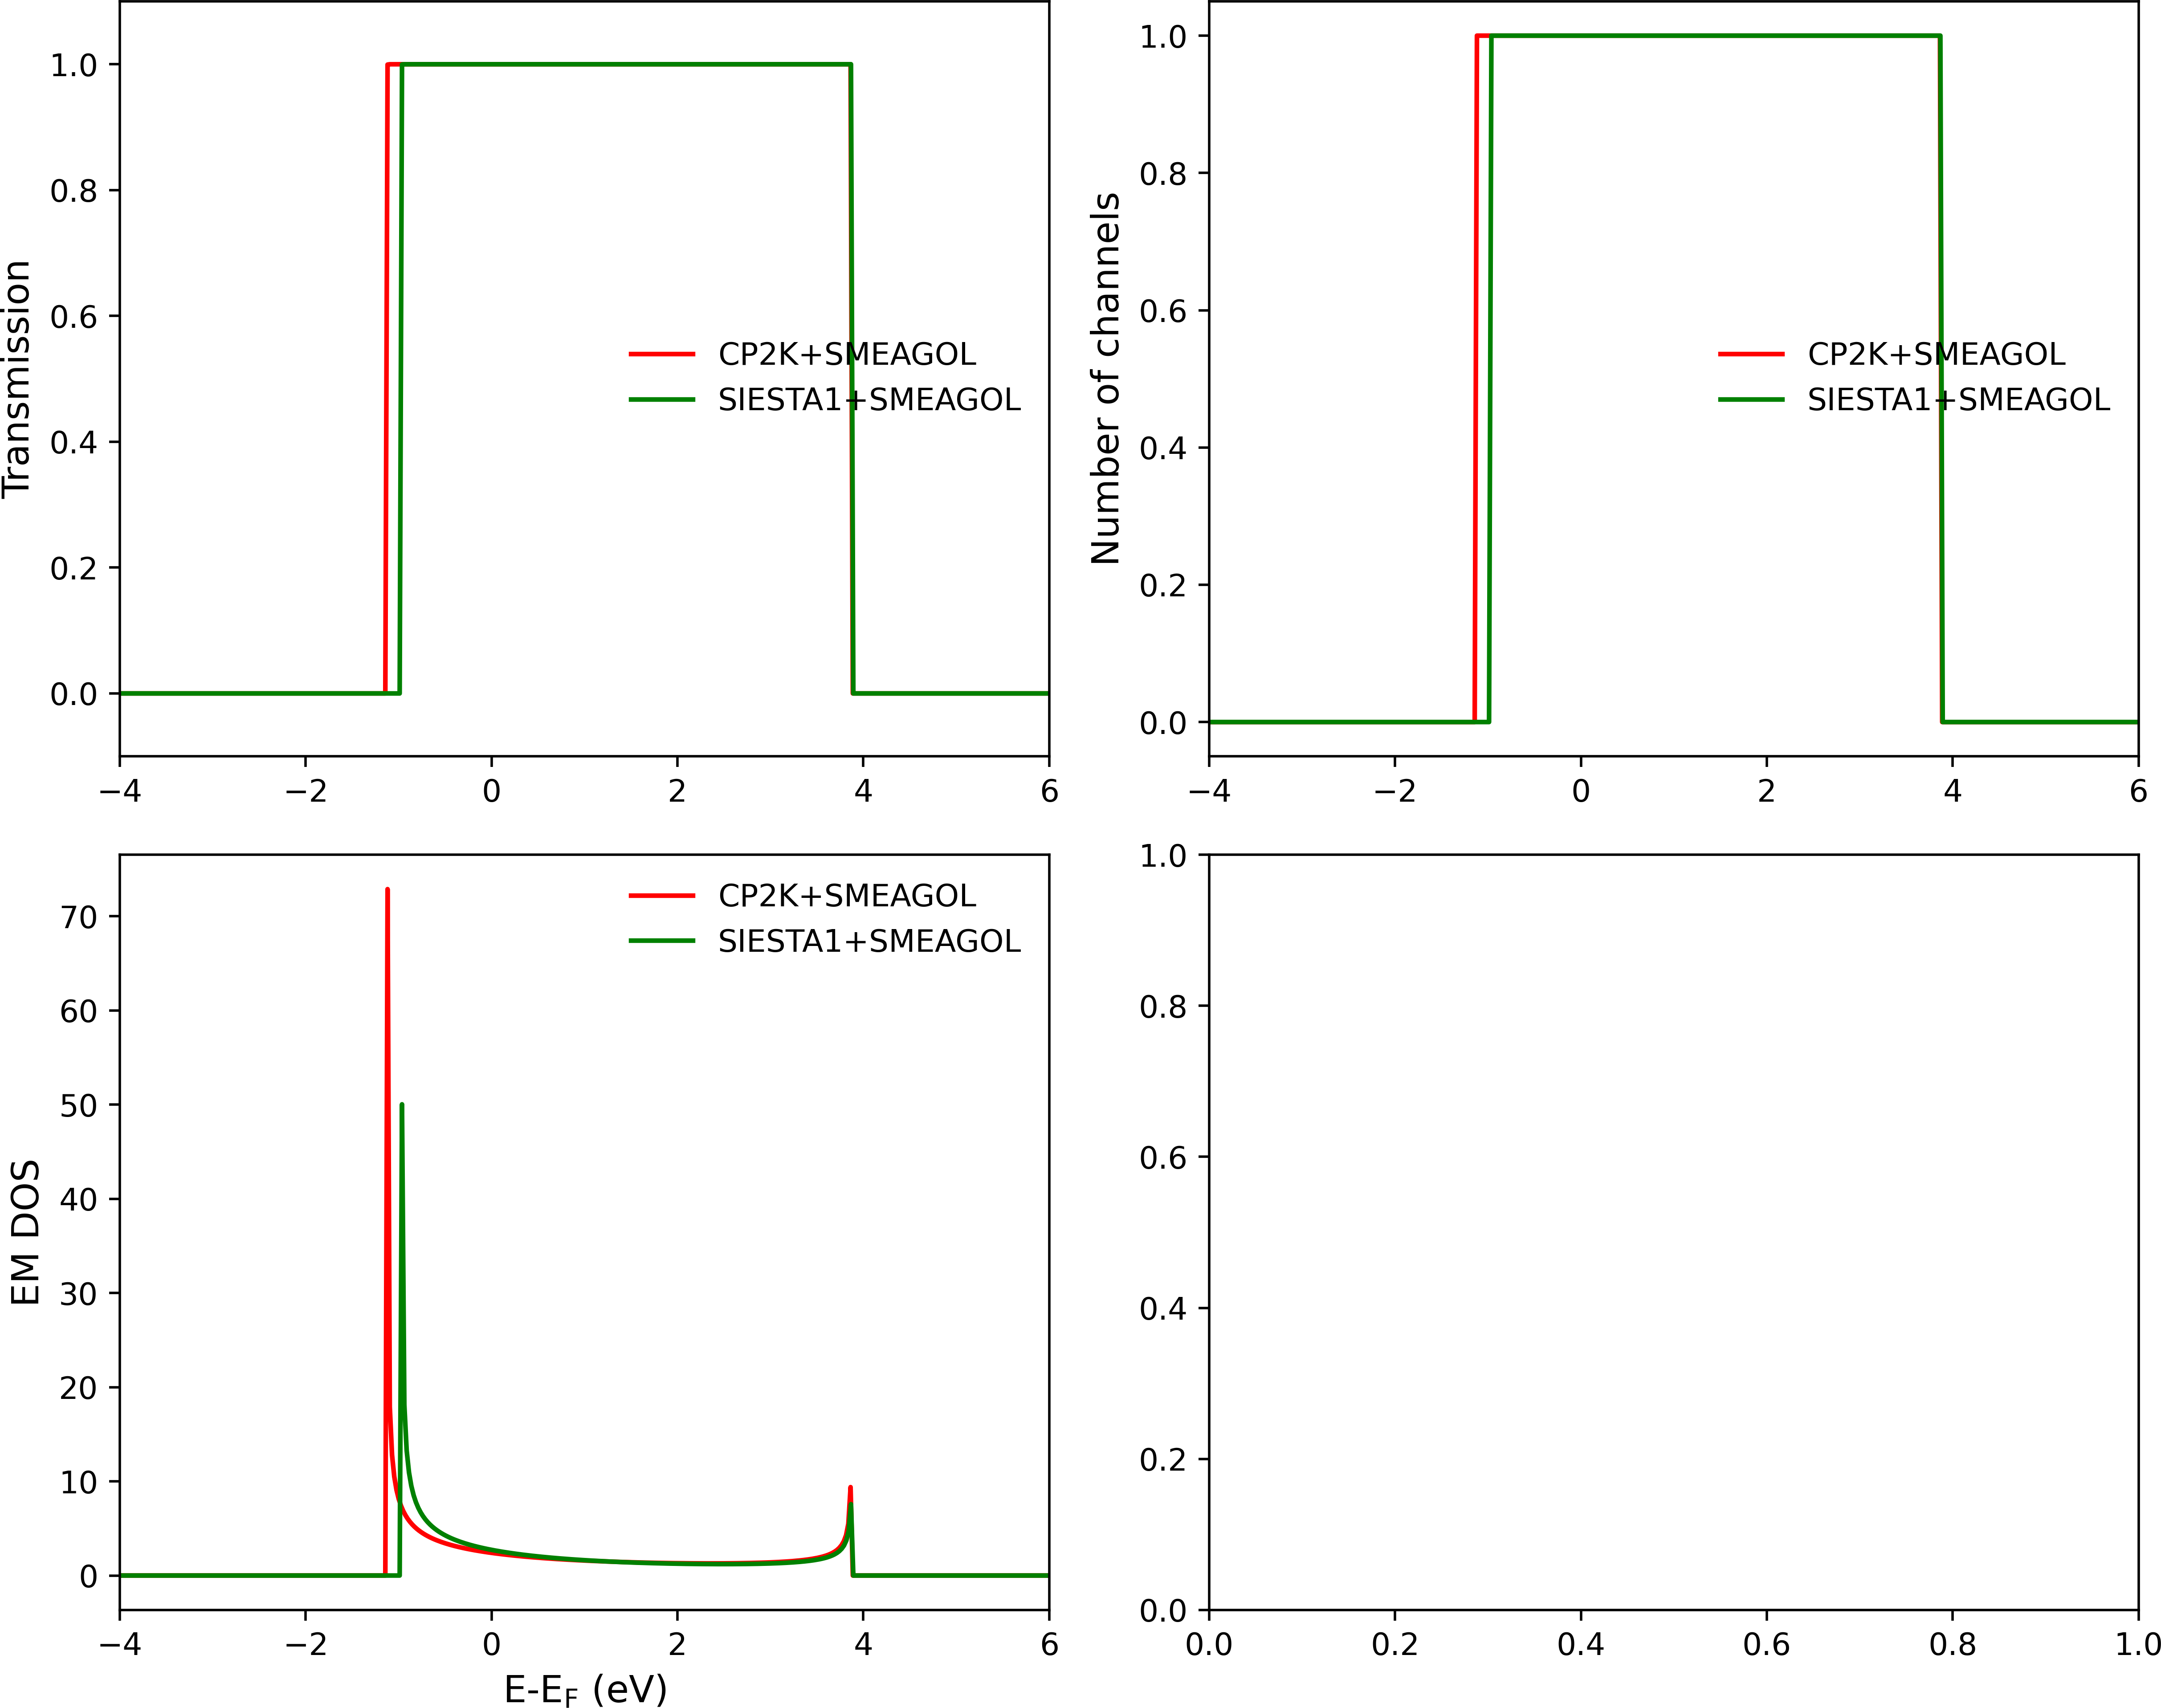 1.0
0.8
0.6
0.4
0.2
0.0
Transmission
CP2K+SMEAGOL
SIESTA1+SMEAGOL
−4 −2 0 2 4 6
1.0
0.8
0.6
0.4
0.2
0.0
Number of channels
CP2K+SMEAGOL
SIESTA1+SMEAGOL
−4 −2 0 2 4 6
70
60
50
40
30
20
10
0
EM DOS
CP2K+SMEAGOL
SIESTA1+SMEAGOL
−4 −2 0 2 4 6
E-E_F (eV)
1.0
0.8
0.6
0.4
0.2
0.0
0.0 0.2 0.4 0.6 0.8 1.0